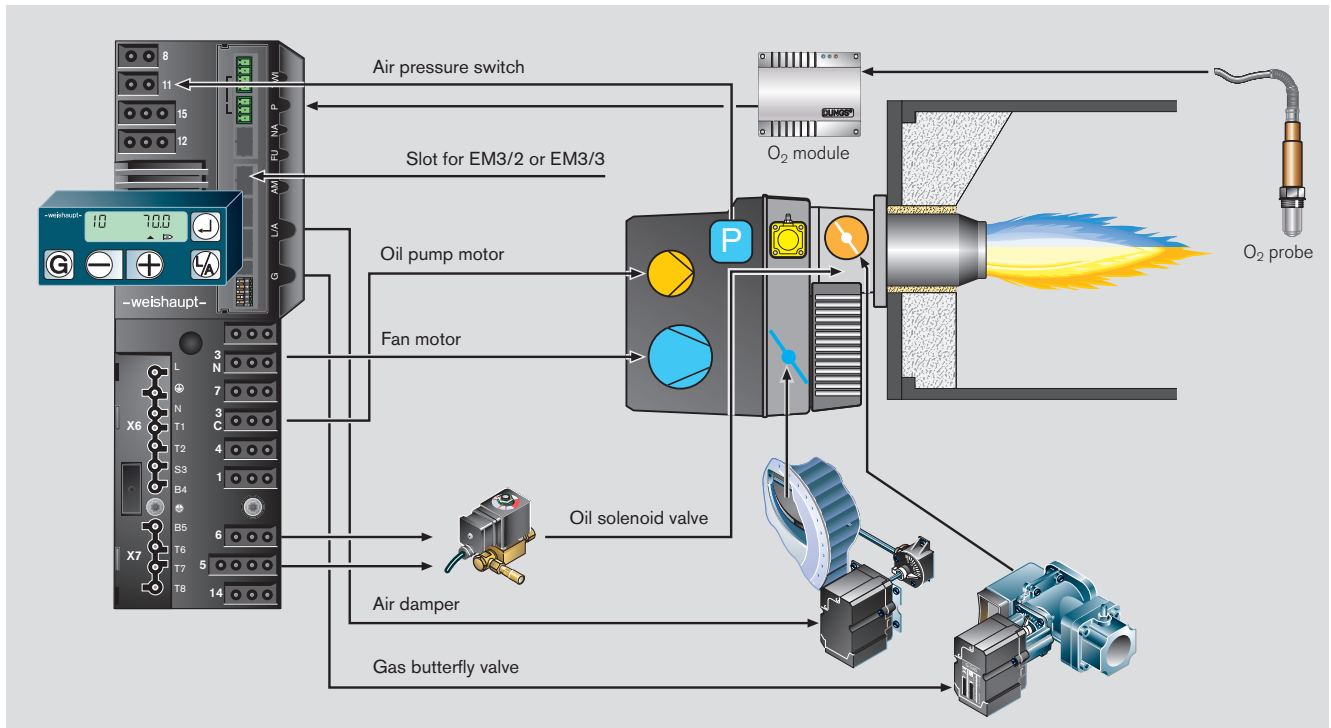 8
11
15
12
WI
P
NA
FU
AM
L/A
G
Air pressure switch
Slot for EM3/2 or EM3/3
DUNGS®
O₂ module
O₂ probe
-weishaupt-
10 70.0
G
L/A
-weishaupt-
P
Oil pump motor
Fan motor
3
N
7
3
C
4
1
6
5
14
X6
X7
L
N
T1
T2
S3
B4
B5
T6
T7
T8
Oil solenoid valve
Air damper
Gas butterfly valve